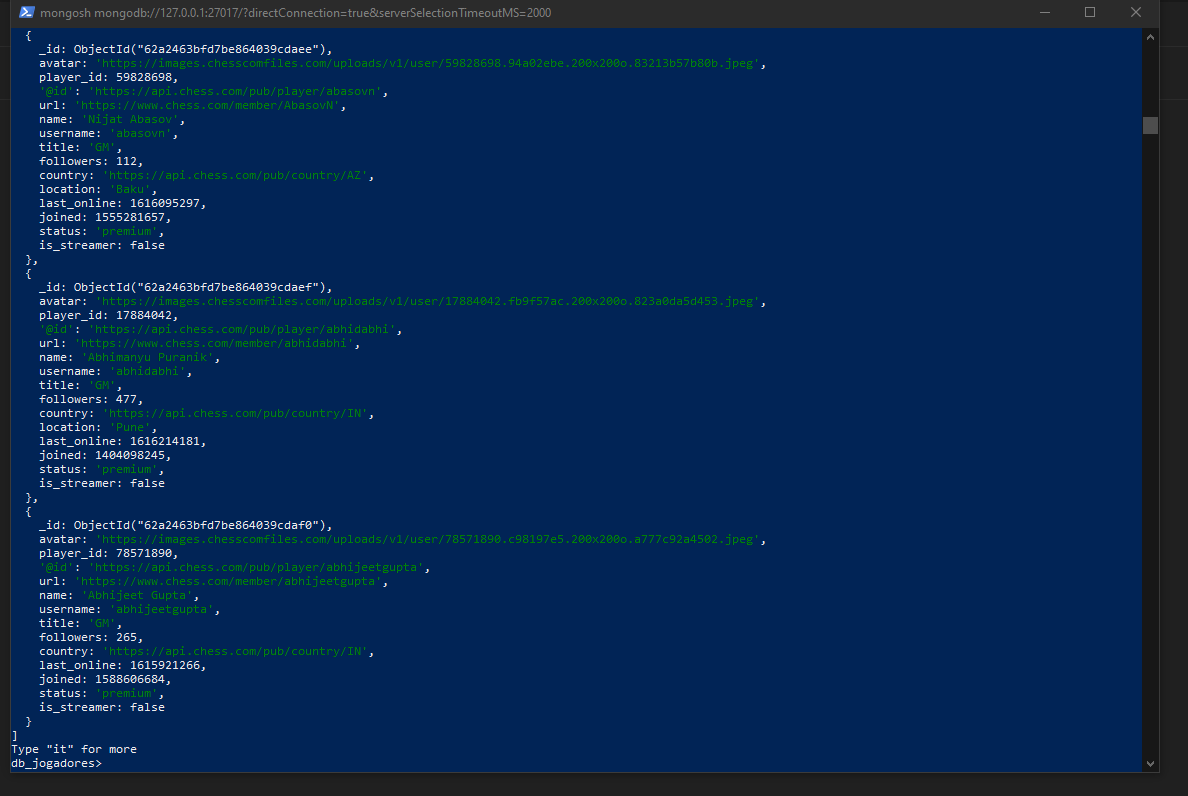 mongosh mongodb://127.0.0.1:27017/?directConnection=true&serverSelectionTimeoutMS=2000
{
_id: ObjectId("62a2463bfd7be864039cdaee"),
avatar: 'https://images.chesscomfiles.com/uploads/v1/user/59828698.94a02ebe.200x200o.83213b57b80b.jpeg',
player_id: 59828698,
'@id': 'https://api.chess.com/pub/player/abasovn',
url: 'https://www.chess.com/member/AbasovN',
name: 'Nijat Abasov',
username: 'abasovn',
title: 'GM',
followers: 112,
country: 'https://api.chess.com/pub/country/AZ',
location: 'Baku',
last_online: 1616095297,
joined: 1555281657,
status: 'premium',
is_streamer: false
},
{
_id: ObjectId("62a2463bfd7be864039cdaef"),
avatar: 'https://images.chesscomfiles.com/uploads/v1/user/17884042.fb9f57ac.200x200o.823a0da5d453.jpeg',
player_id: 17884042,
'@id': 'https://api.chess.com/pub/player/abhidabhi',
url: 'https://www.chess.com/member/abhidabhi',
name: 'Abhimanyu Puranik',
username: 'abhidabhi',
title: 'GM',
followers: 477,
country: 'https://api.chess.com/pub/country/IN',
location: 'Pune',
last_online: 1616214181,
joined: 1404098245,
status: 'premium',
is_streamer: false
},
{
_id: ObjectId("62a2463bfd7be864039cdaf0"),
avatar: 'https://images.chesscomfiles.com/uploads/v1/user/78571890.c98197e5.200x200o.a777c92a4502.jpeg',
player_id: 78571890,
'@id': 'https://api.chess.com/pub/player/abhijeetgupta',
url: 'https://www.chess.com/member/abhijeetgupta',
name: 'Abhijeet Gupta',
username: 'abhijeetgupta',
title: 'GM',
followers: 265,
country: 'https://api.chess.com/pub/country/IN',
last_online: 1615921266,
joined: 1588606684,
status: 'premium',
is_streamer: false
}
]
Type "it" for more
db_jogadores>